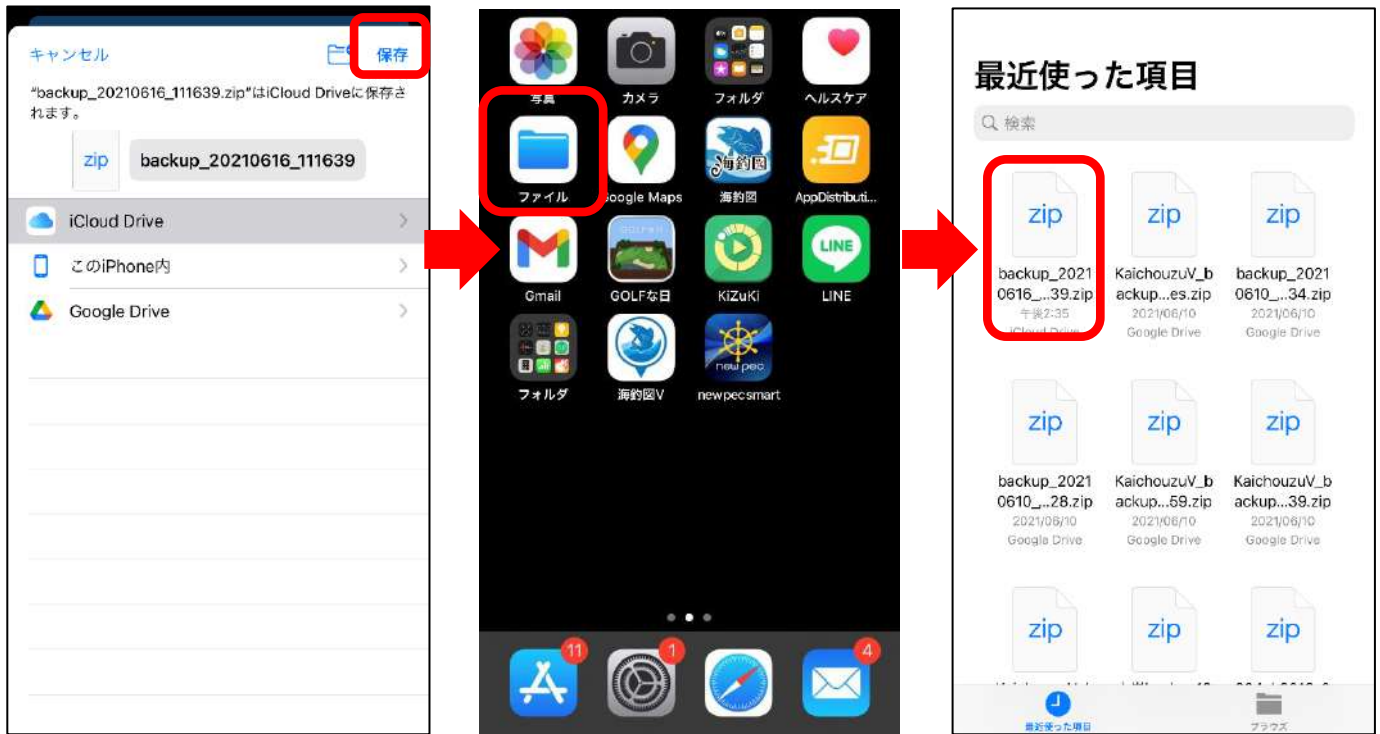 キャンセル
保存
“backup_20210616_111639.zip”はiCloud Driveに保存さ
れます。
zip
backup_20210616_111639
iCloud Drive
このiPhone内
Google Drive
写真
カメラ
フォルダ
ヘルスケア
海釣図
ファイル
Google Maps
海釣図
AppDistributi...
LINE
Gmail
GOLFな日
KiZuKi
LINE
new pec
フォルダ
海釣図V
newpecsmart
11
1
4
最近使った項目
検索
zip
zip
zip
backup_2021
0616_...39.zip
午後2:35
iCloud Drive
KaichouzuV_b
ackup...es.zip
2021/06/10
Google Drive
backup_2021
0610_...34.zip
2021/06/10
Google Drive
zip
zip
zip
backup_2021
0610_...28.zip
2021/06/10
Google Drive
KaichouzuV_b
ackup...59.zip
2021/06/10
Google Drive
KaichouzuV_b
ackup...39.zip
2021/06/10
Google Drive
zip
zip
zip
最近使った項目
ブラウズ